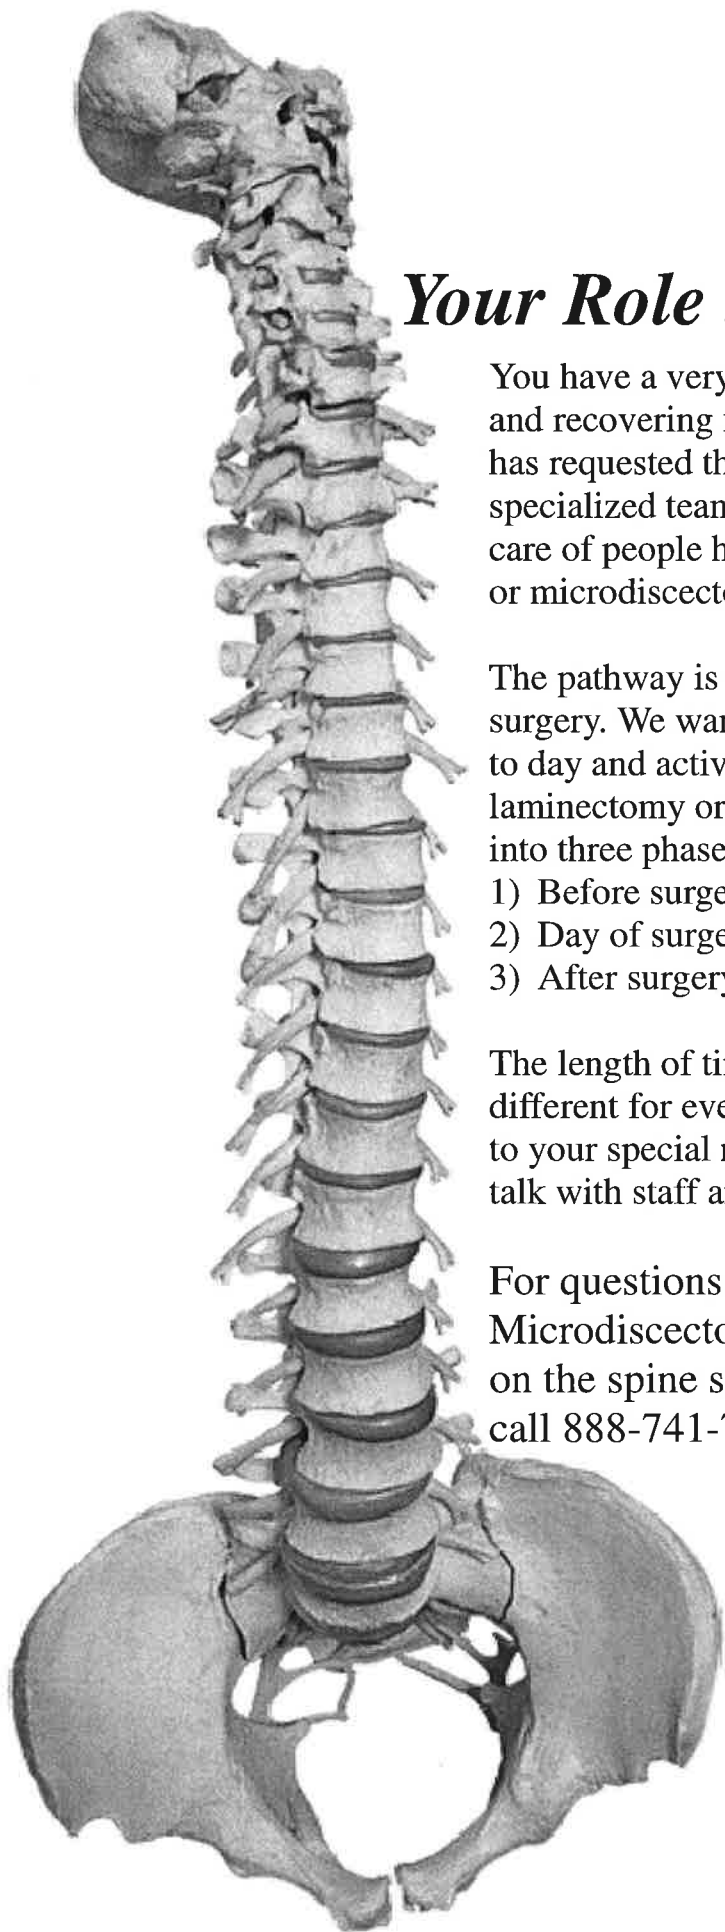 Your Role
You have a very
and recovering
has requested th
specialized tean
care of people h
or microdiscecto
The pathway is
surgery. We war
to day and activ
laminectomy or
into three phase
1) Before surge
2) Day of surge
3) After surgery
The length of ti
different for eve
to your special
talk with staff a
For questions
Microdiscecto
on the spine s
call 888-741-